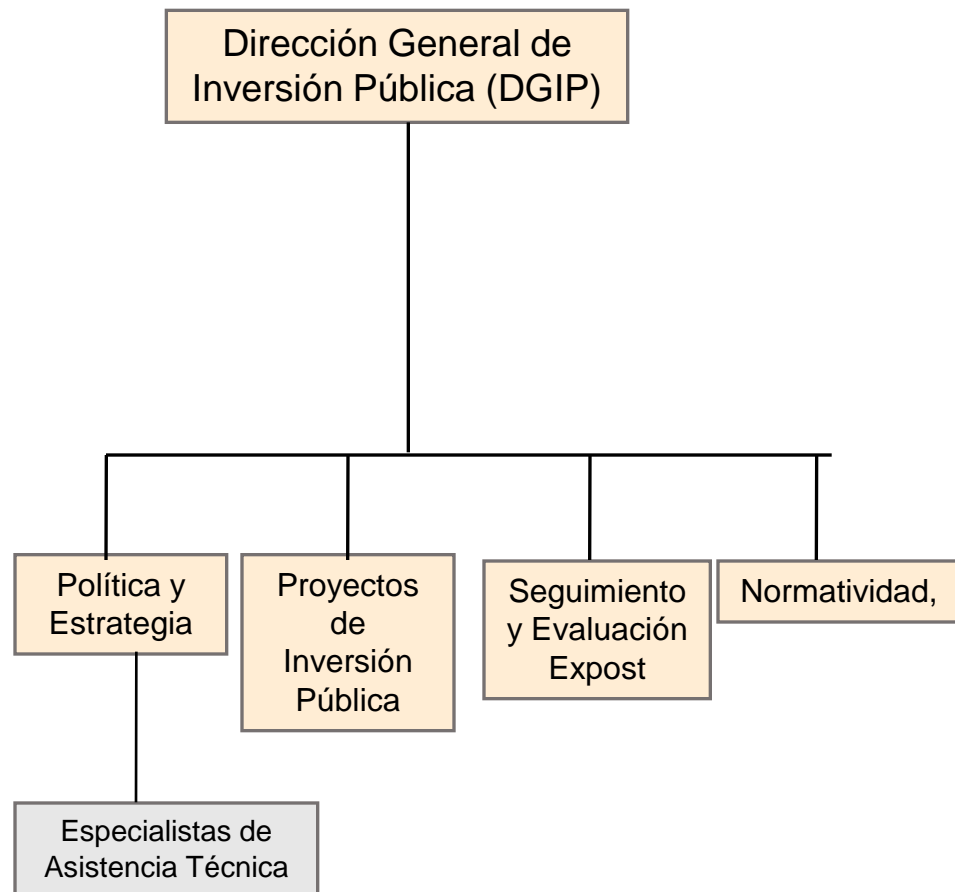 Dirección General de
Inversión Pública (DGIP)
Política y
Estrategia
Proyectos
de
Inversión
Pública
Seguimiento
y Evaluación
Expost
Normatividad,
Especialistas de
Asistencia Técnica